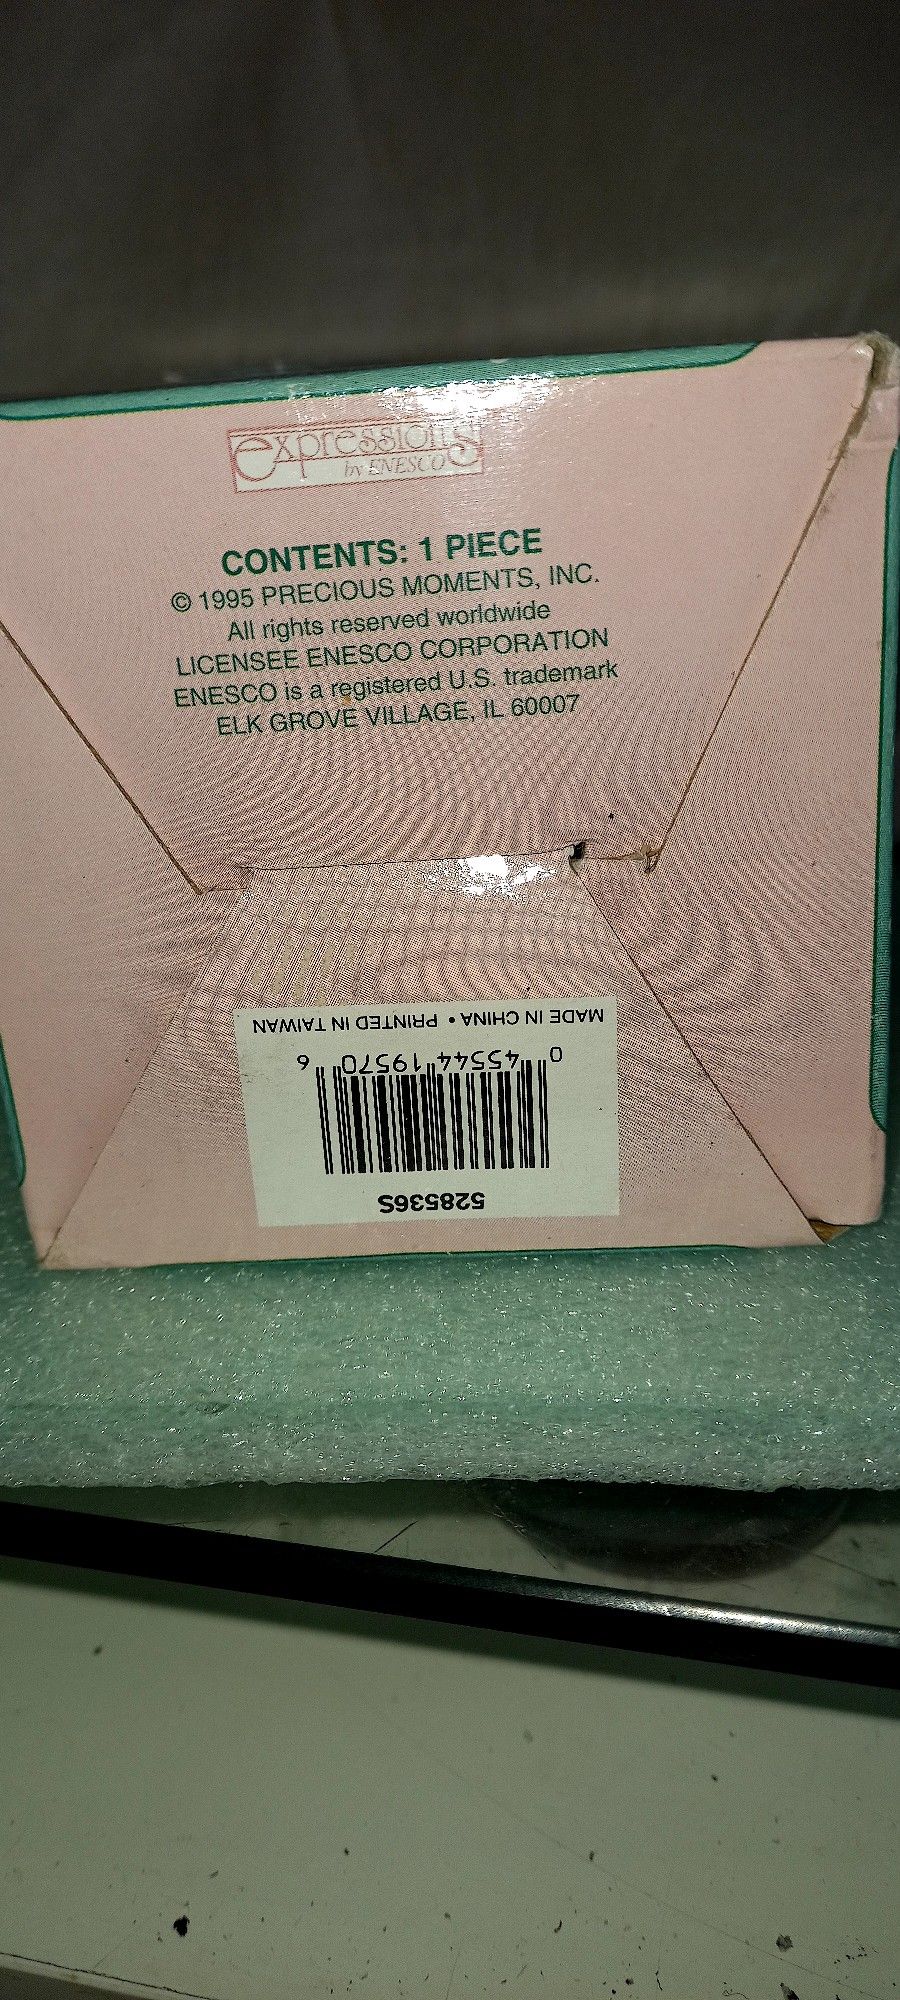 expressions
by ENESCO
CONTENTS: 1 PIECE
© 1995 PRECIOUS MOMENTS, INC.
All rights reserved worldwide
LICENSEE ENESCO CORPORATION
ENESCO is a registered U.S. trademark
ELK GROVE VILLAGE, IL 60007
528536S
0 45544 19570 6
MADE IN CHINA • PRINTED IN TAIWAN